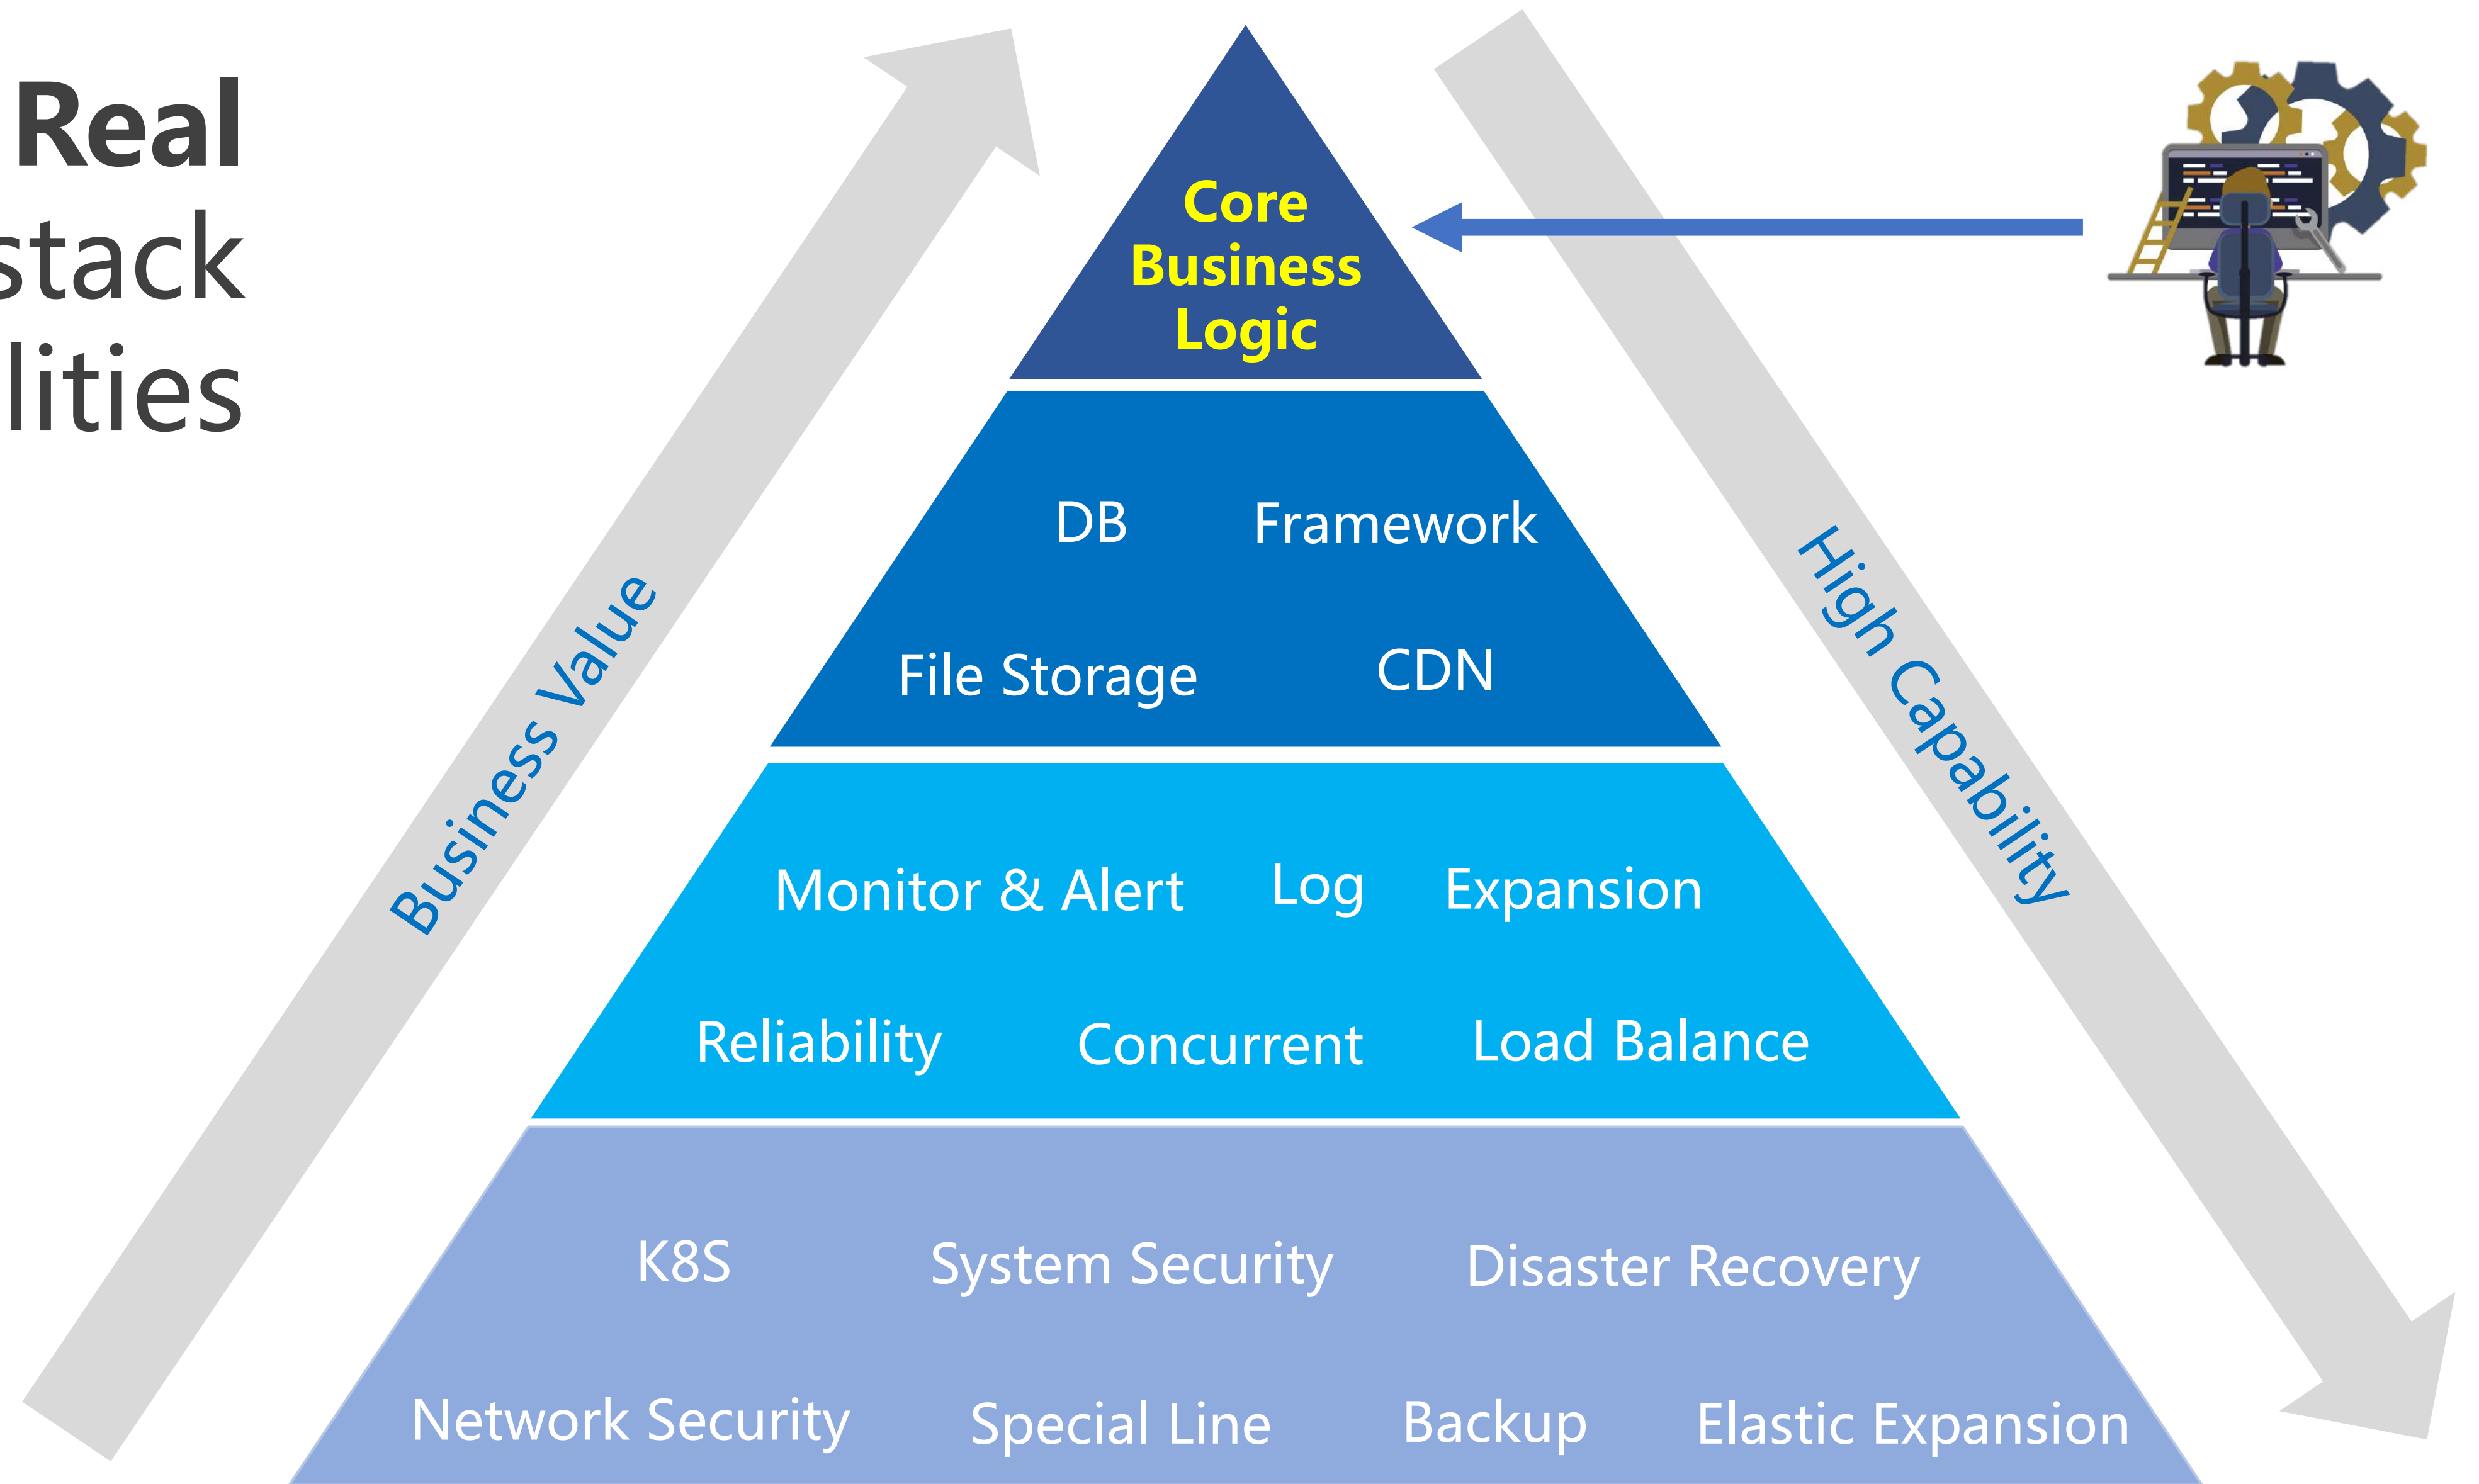 Real
stack
lities
Core
Business
Logic
DB Framework
File Storage CDN
Monitor & Alert Log Expansion
Reliability Concurrent Load Balance
K8S System Security Disaster Recovery
Network Security Special Line Backup Elastic Expansion
Business Value
High Capability